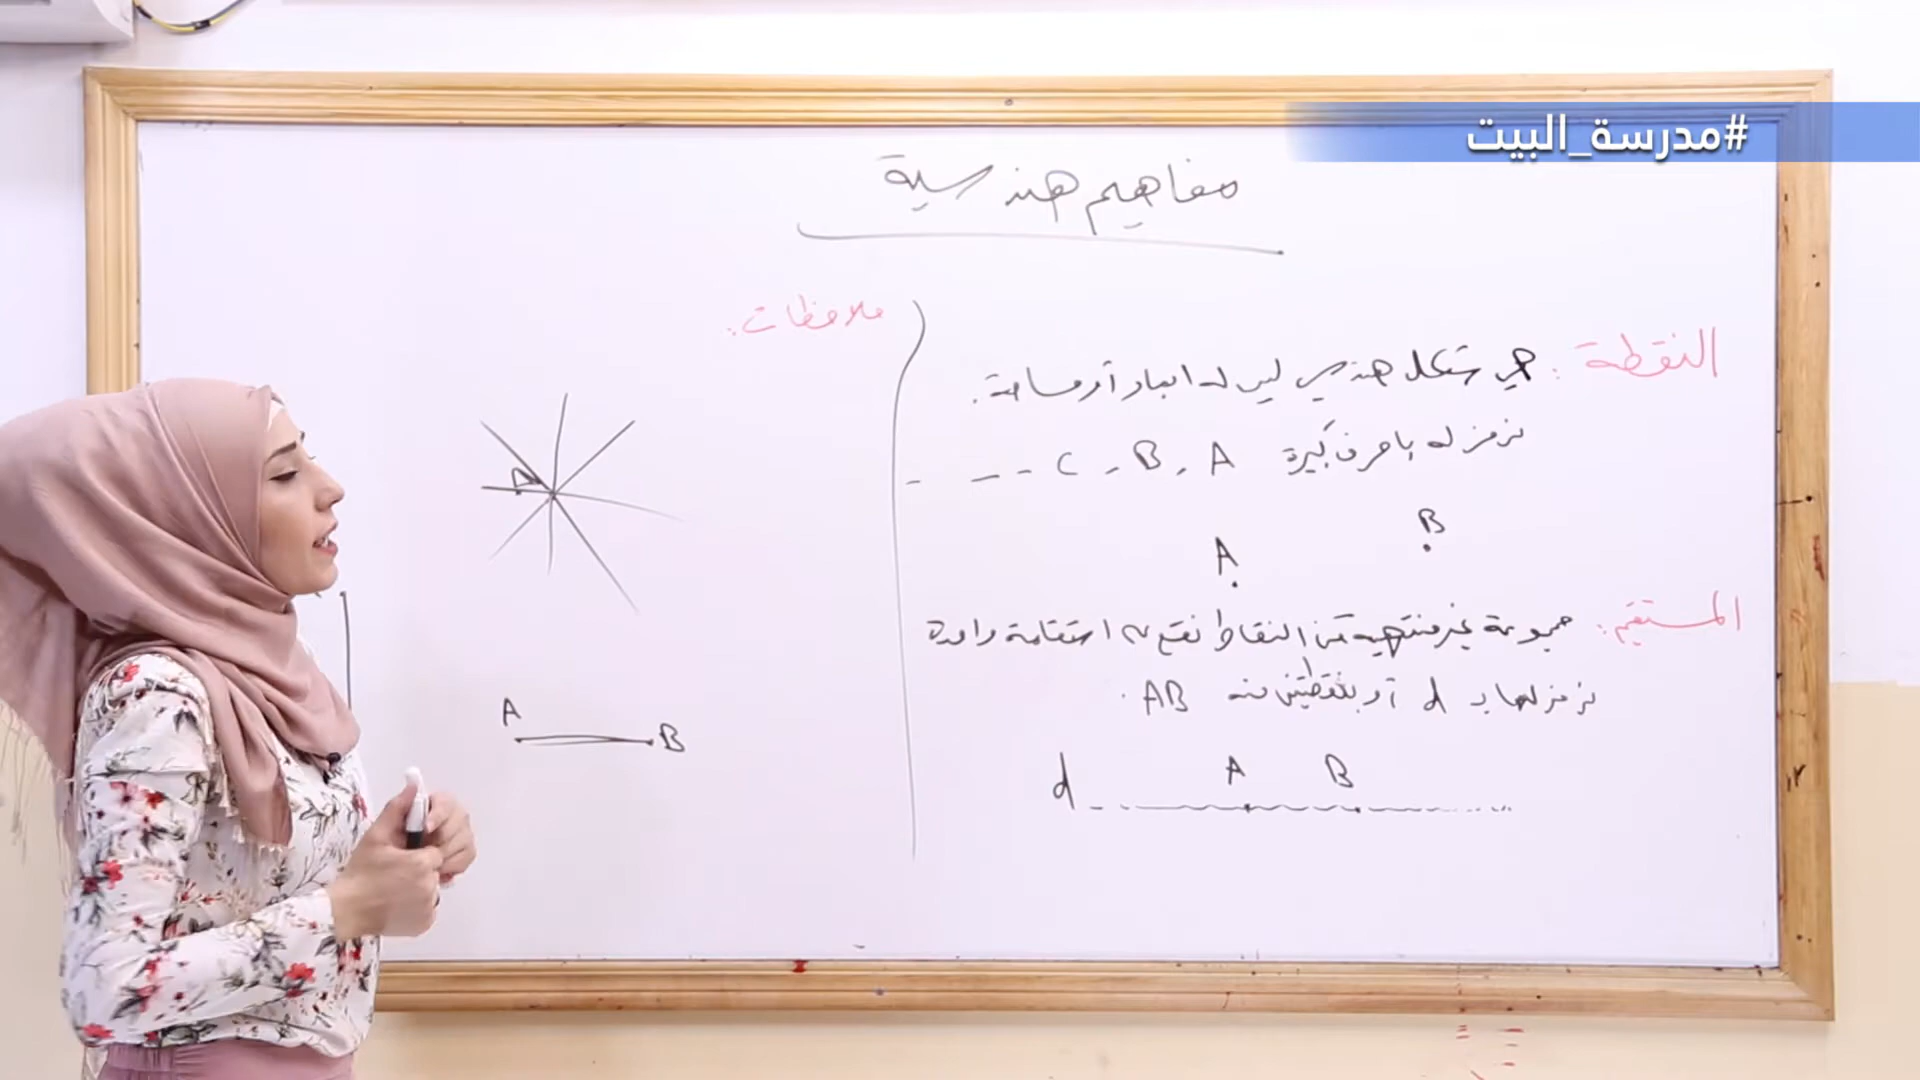 #مدرسة_البيت
مفاهيم هندسية
النقطة: هي شكل هندسي ليس له ابعاد أو مساحة.
نرمز له بأحرف كبيرة A , B , C - - -
A B
المستقيم: مجموعة غير منتهية من النقاط تقع على استقامة واحدة
نرمز لها بـ d أو بنقطتين منه AB.
d A B
ملاحظات:
A
A B